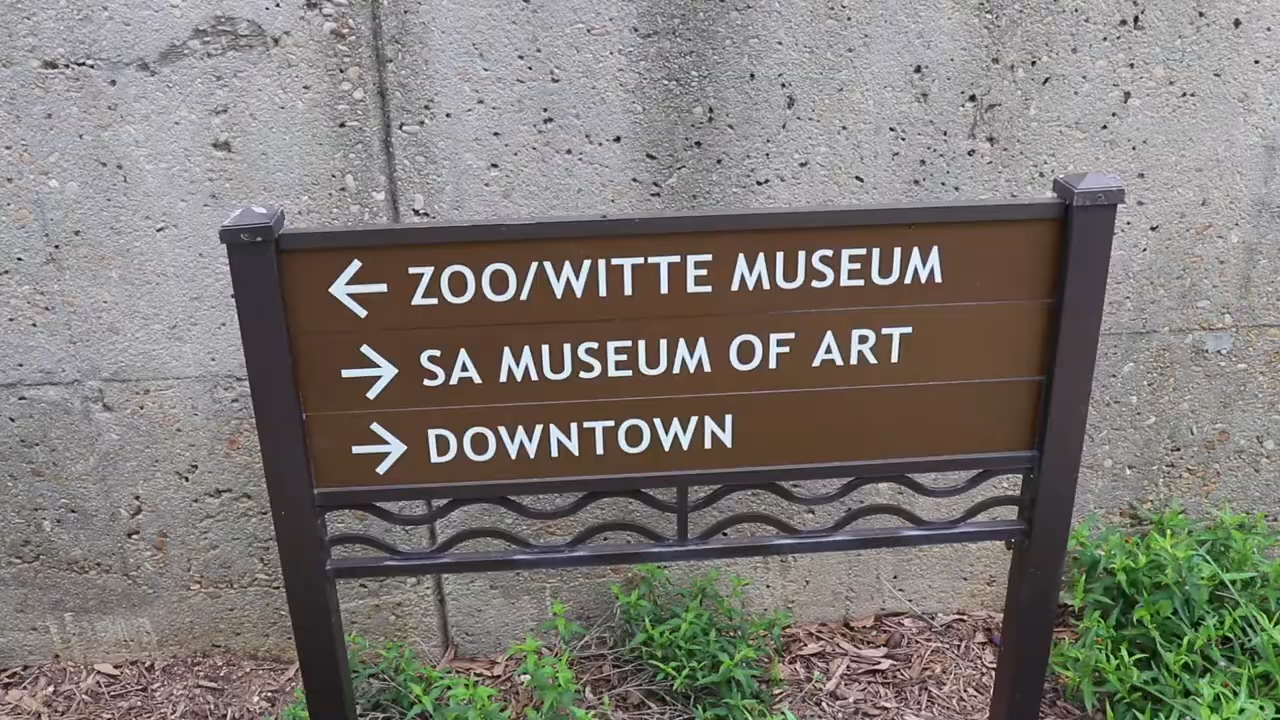 ← ZOO/WITTE MUSEUM
→ SA MUSEUM OF ART
→ DOWNTOWN